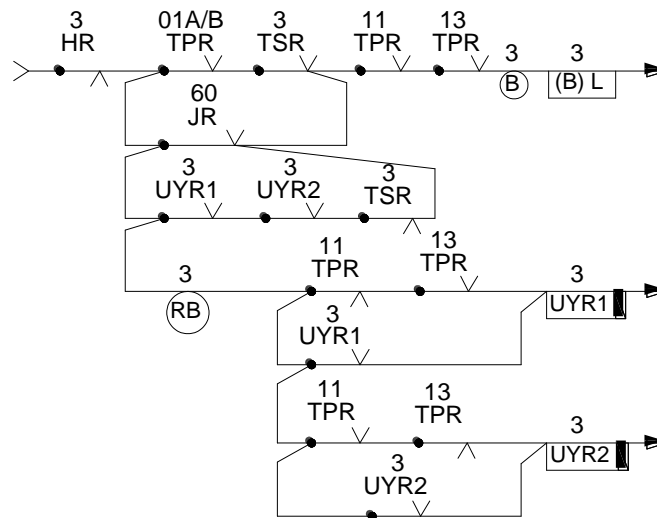 3 01A/B 3 11 13 3 3
HR TPR TSR TPR TPR B (B) L
60
JR
3 3 3
UYR1 UYR2 TSR
3 11 13 3
RB TPR TPR UYR1
3
UYR1
11 13 3
TPR TPR UYR2
3
UYR2